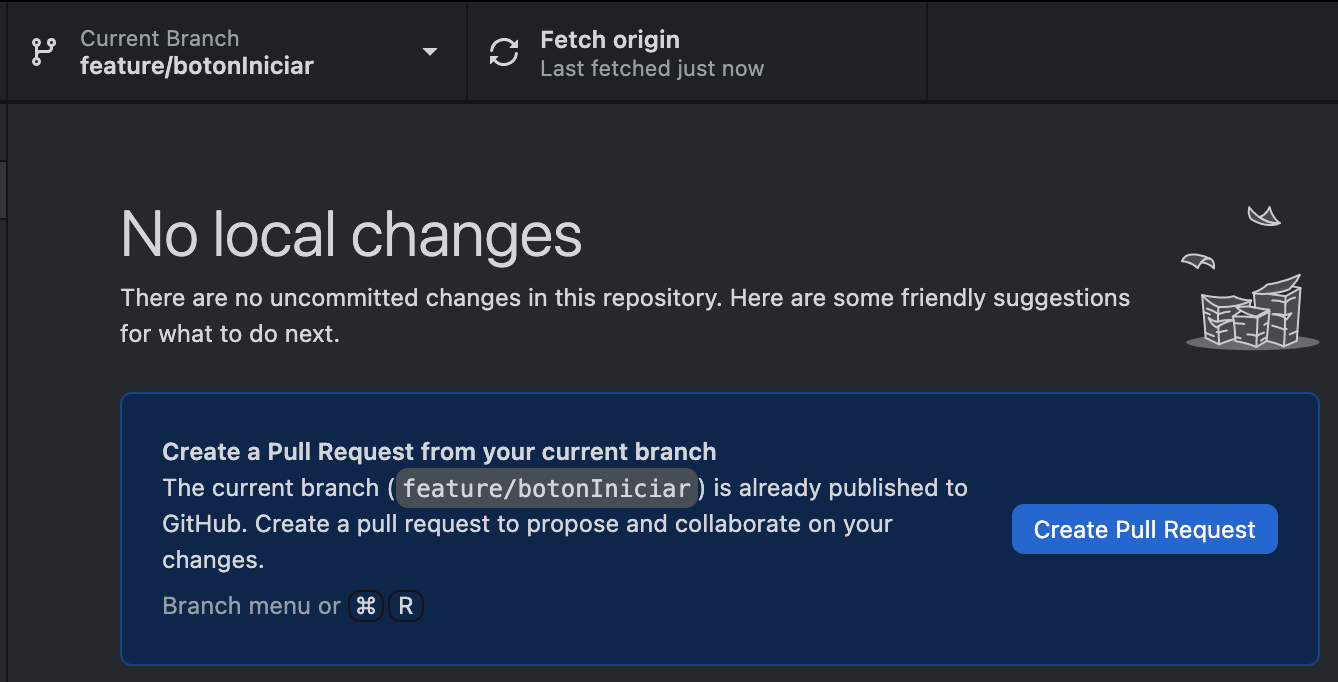 Current Branch
feature/botonIniciar
Fetch origin
Last fetched just now
No local changes
There are no uncommitted changes in this repository. Here are some friendly suggestions
for what to do next.
Create a Pull Request from your current branch
The current branch (feature/botonIniciar) is already published to
GitHub. Create a pull request to propose and collaborate on your
changes.
Branch menu or ⌘ R
Create Pull Request